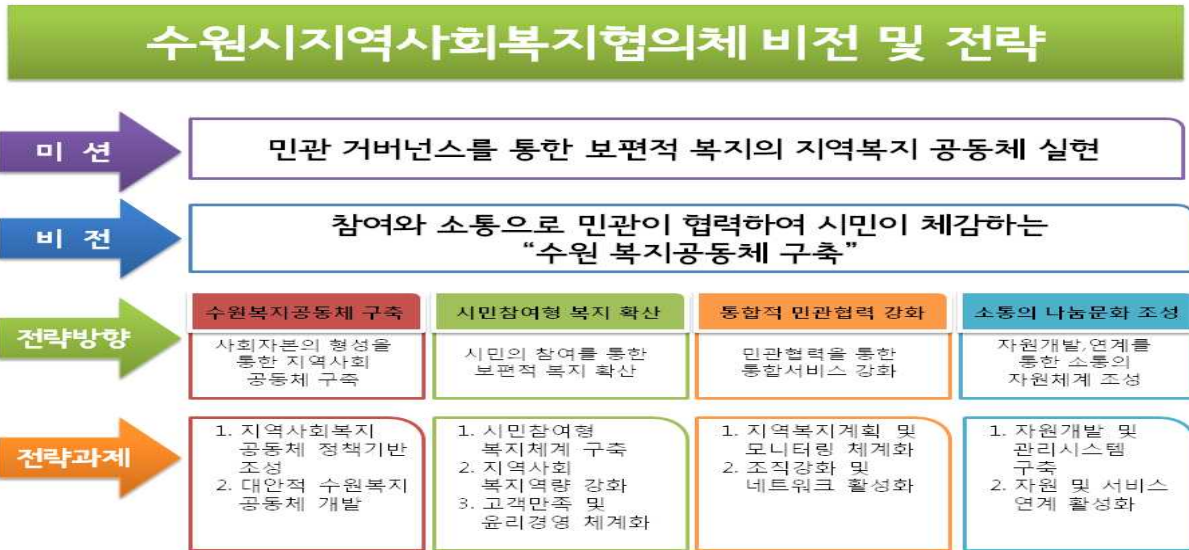 수원시지역사회복지협의체 비전 및 전략
미 션
민관 거버넌스를 통한 보편적 복지의 지역복지 공동체 실현
비 전
참여와 소통으로 민관이 협력하여 시민이 체감하는
“수원 복지공동체 구축”
전략방향
수원복지공동체 구축
사회자본의 형성을
통한 지역사회
공동체 구축
시민참여형 복지 확산
시민의 참여를 통한
보편적 복지 확산
통합적 민관협력 강화
민관협력을 통한
통합서비스 강화
소통의 나눔문화 조성
자원개발,연계를
통한 소통의
자원체계 조성
전략과제
1. 지역사회복지
공동체 정책기반
조성
2. 대안적 수원복지
공동체 개발
1. 시민참여형
복지체계 구축
2. 지역사회
복지역량 강화
3. 고객만족 및
윤리경영 체계화
1. 지역복지계획 및
모니터링 체계화
2. 조직강화 및
네트워크 활성화
1. 자원개발 및
관리시스템
구축
2. 자원 및 서비스
연계 활성화